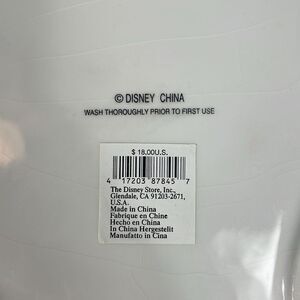 © DISNEY CHINA
WASH THOROUGHLY PRIOR TO FIRST USE
$ 18.00U.S.
4 17203 87845 7
The Disney Store, Inc.,
Glendale, CA 91203-2671,
U.S.A.
Made in China
Fabrique en Chine
Hecho en China
In China Hergestelit
Manufatto in Cina